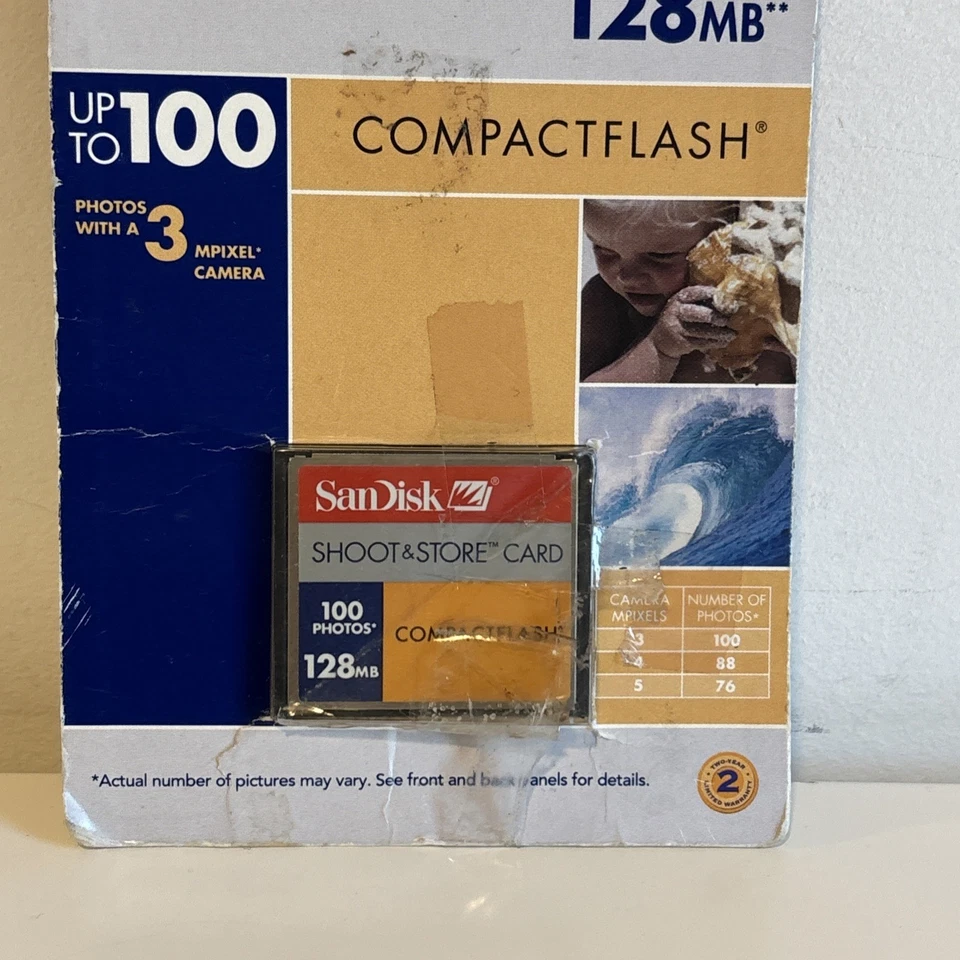 128MB**
UP TO 100
COMPACTFLASH®
PHOTOS
WITH A 3 MPIXEL*
CAMERA
SanDisk®
SHOOT&STORE™ CARD
100
PHOTOS*
COMPACTFLASH®
128MB
CAMERA MPIXELS NUMBER OF PHOTOS*
3 100
4 88
5 76
*Actual number of pictures may vary. See front and back panels for details.
TWO-YEAR
2
LIMITED WARRANTY